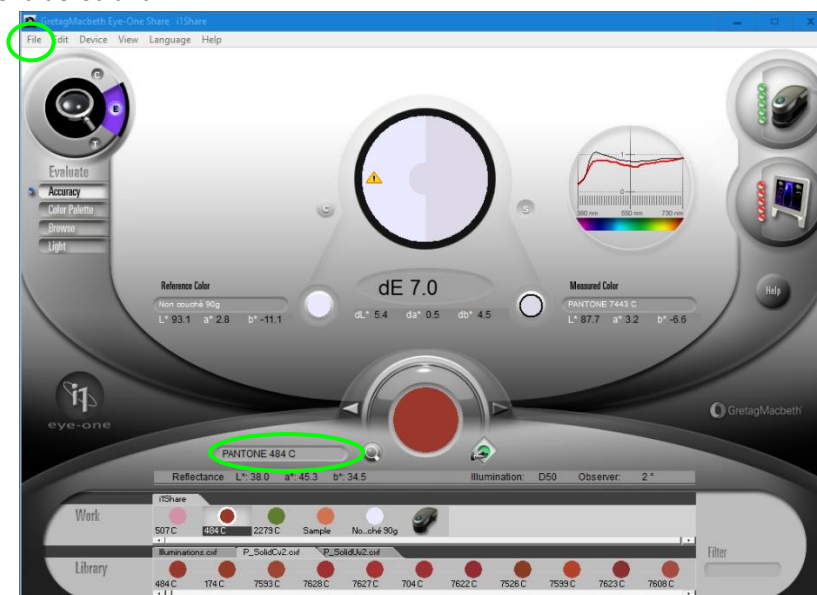 GretagMacbeth Eye-One Share - i1Share
File Edit Device View Language Help
C
E
T
Evaluate
Accuracy
Color Palette
Browse
Light
C
S
1
0
380 nm 550 nm 730 nm
Reference Color
Non couché 90g
L* 93.1 a* 2.8 b* -11.1
dE 7.0
dL* 5.4 da* 0.5 db* 4.5
Measured Color
PANTONE 7443 C
L* 87.7 a* 3.2 b* -6.6
Help
i1
eye-one
GretagMacbeth
PANTONE 484 C
Reflectance L*: 38.0 a*: 45.3 b*: 34.5 Illumination: D50 Observer: 2 °
Work
i1Share
507 C 484 C 2279 C Sample No...ché 90g
Library
Illuminations.cxf P_SolidCv2.cxf P_SolidUv2.cxf
484 C 174 C 7593 C 7628 C 7627 C 704 C 7622 C 7526 C 7599 C 7623 C 7608 C
Filter